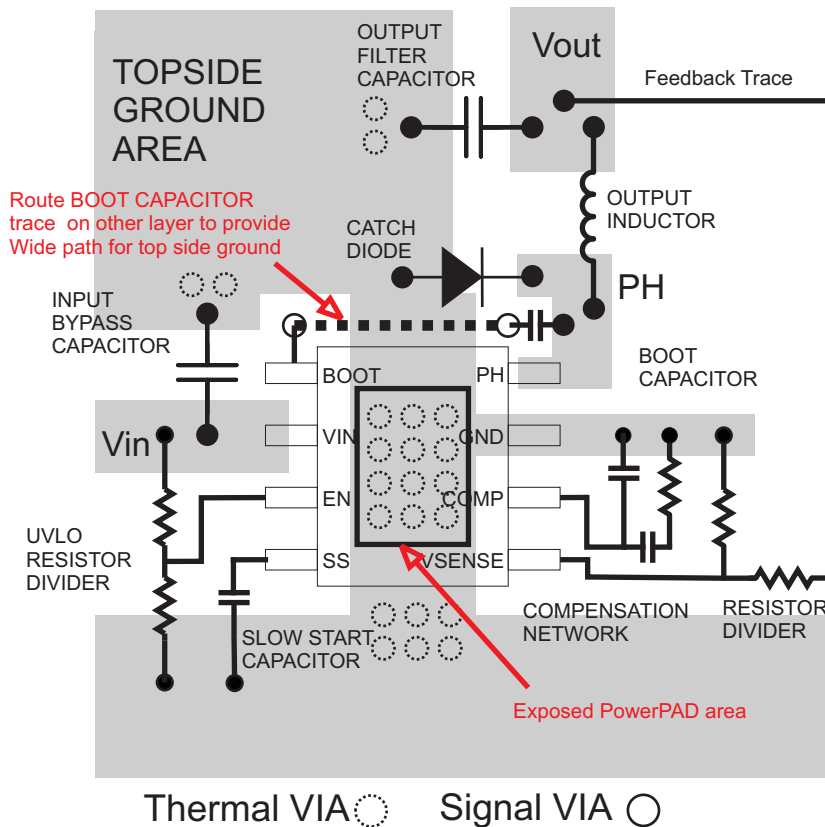 TOPSIDE
GROUND
AREA
OUTPUT
FILTER
CAPACITOR
Vout
Feedback Trace
Route BOOT CAPACITOR
trace on other layer to provide
Wide path for top side ground
CATCH
DIODE
OUTPUT
INDUCTOR
PH
INPUT
BYPASS
CAPACITOR
BOOT
CAPACITOR
BOOT
PH
Vin
VIN
GND
EN
COMP
SS
VSENSE
UVLO
RESISTOR
DIVIDER
SLOW START
CAPACITOR
COMPENSATION
NETWORK
RESISTOR
DIVIDER
Exposed PowerPAD area
Thermal VIA
Signal VIA